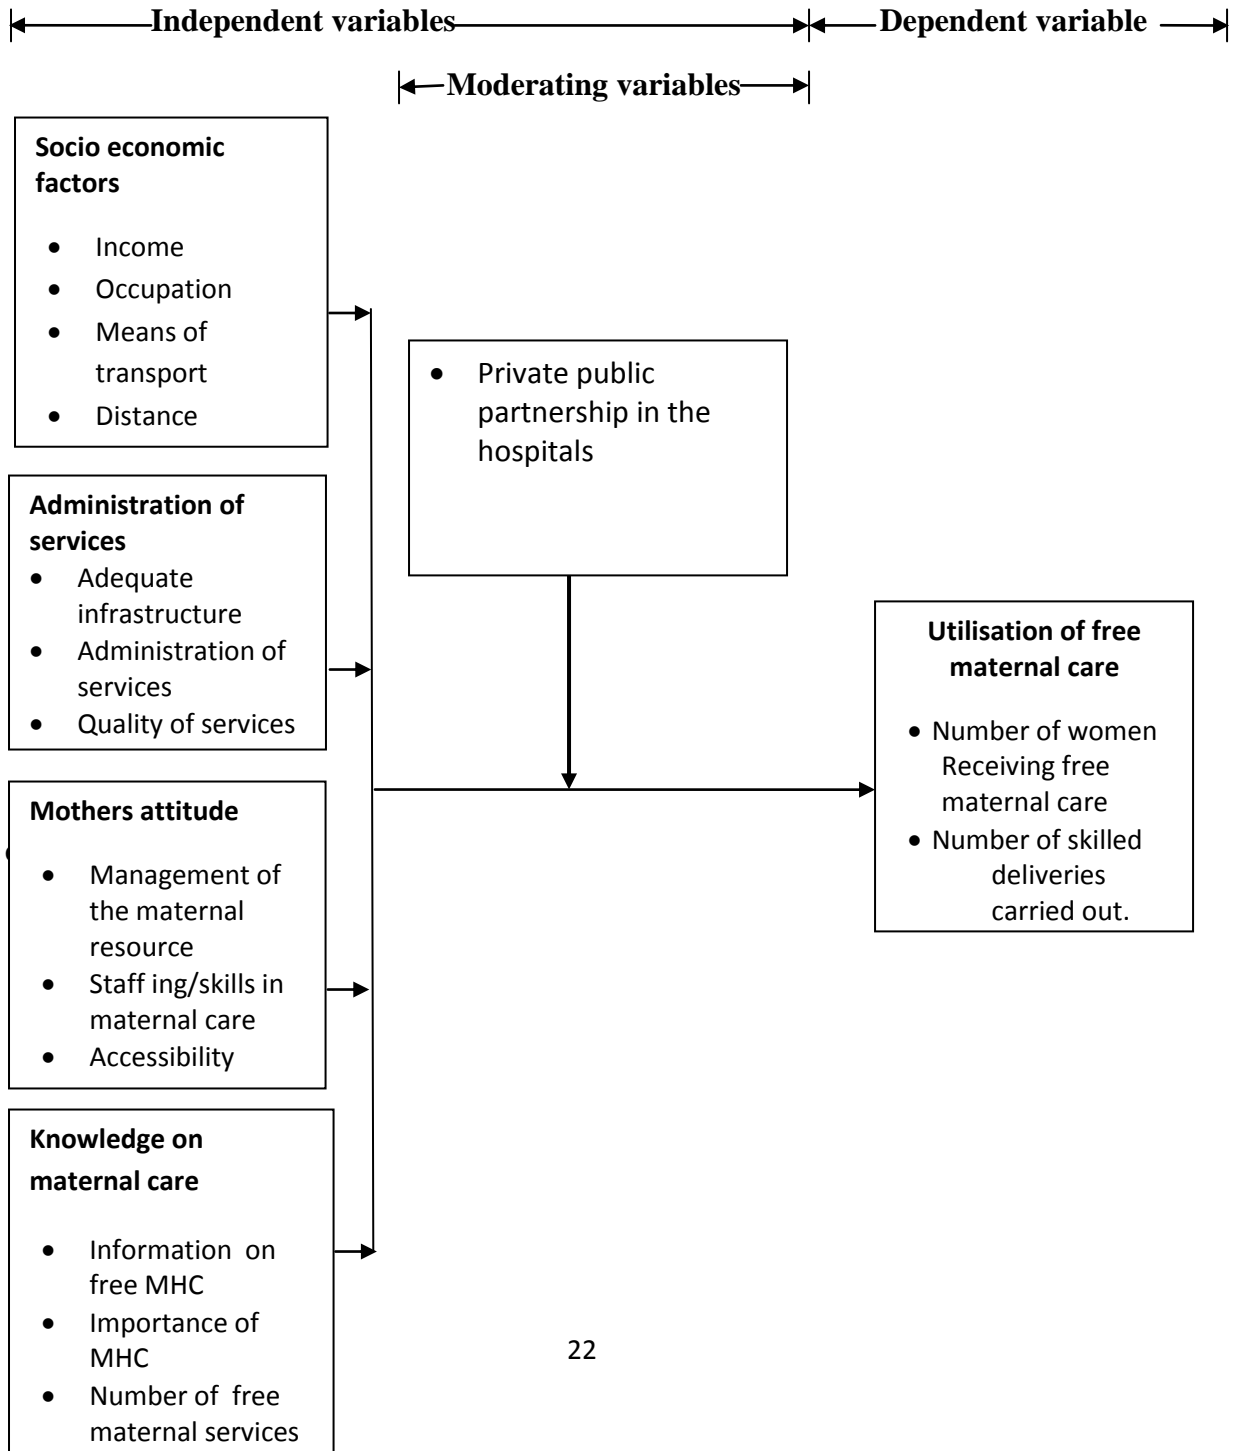 Independent variables
Dependent variable
Moderating variables
Socio economic
factors
• Income
• Occupation
• Means of
transport
• Distance
Administration of
services
• Adequate
infrastructure
• Administration of
services
• Quality of services
Mothers attitude
• Management of
the maternal
resource
• Staff ing/skills in
maternal care
• Accessibility
Knowledge on
maternal care
• Information on
free MHC
• Importance of
MHC
• Number of free
maternal services
• Private public
partnership in the
hospitals
Utilisation of free
maternal care
• Number of women
Receiving free
maternal care
• Number of skilled
deliveries
carried out.
22